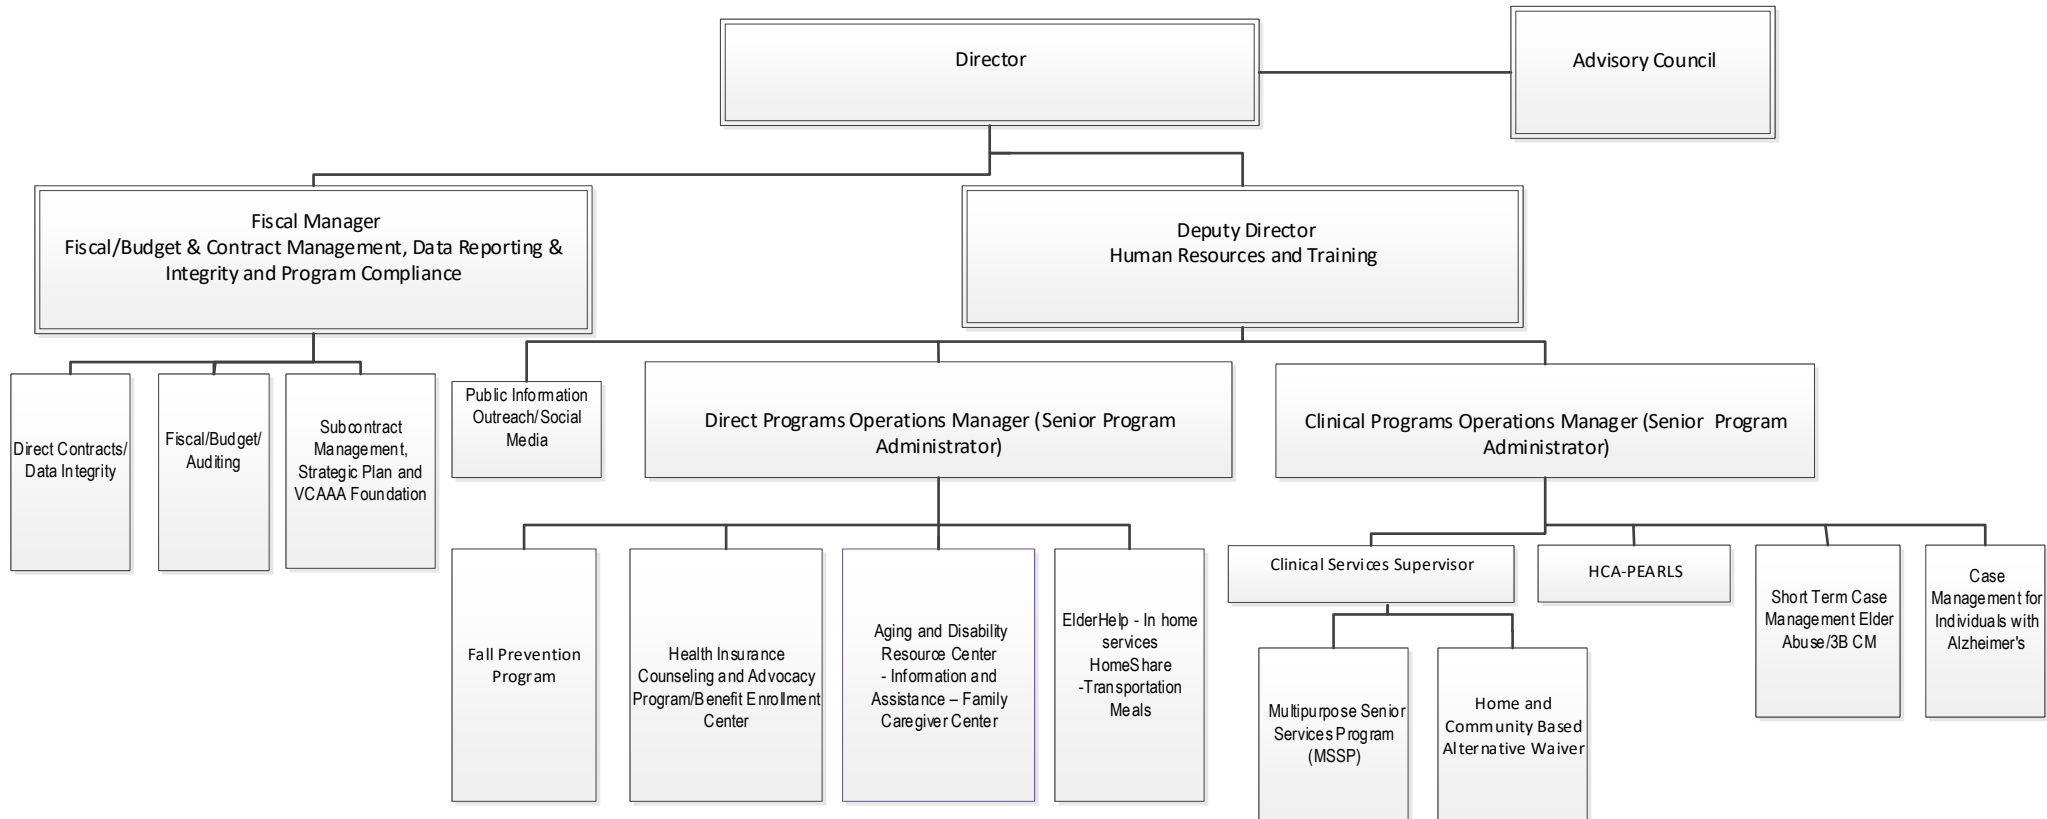 Director
Advisory Council
Fiscal Manager
Fiscal/Budget & Contract Management, Data Reporting &
Integrity and Program Compliance
Deputy Director
Human Resources and Training
Direct Contracts/
Data Integrity
Fiscal/Budget/
Auditing
Subcontract
Management,
Strategic Plan and
VCAAA Foundation
Public Information
Outreach/Social
Media
Direct Programs Operations Manager (Senior Program
Administrator)
Clinical Programs Operations Manager (Senior Program
Administrator)
Fall Prevention
Program
Health Insurance
Counseling and Advocacy
Program/Benefit Enrollment
Center
Aging and Disability
Resource Center
- Information and
Assistance – Family
Caregiver Center
ElderHelp - In home
services
HomeShare
-Transportation
Meals
Clinical Services Supervisor
HCA-PEARLS
Short Term Case
Management Elder
Abuse/3B CM
Case
Management for
Individuals with
Alzheimer's
Multipurpose Senior
Services Program
(MSSP)
Home and
Community Based
Alternative Waiver